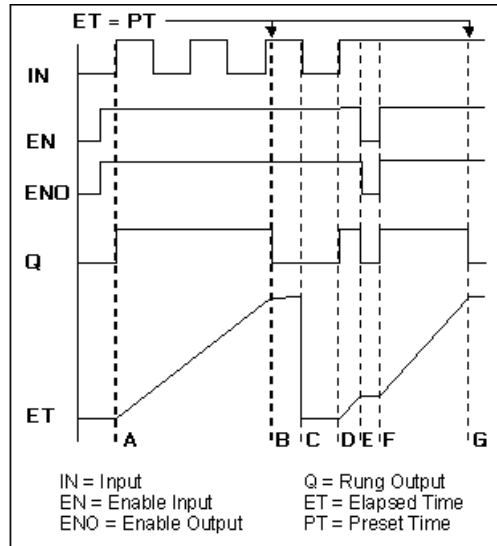 ET = PT
IN
EN
ENO
Q
ET
A B C D E F G
IN = Input
EN = Enable Input
ENO = Enable Output
Q = Rung Output
ET = Elapsed Time
PT = Preset Time